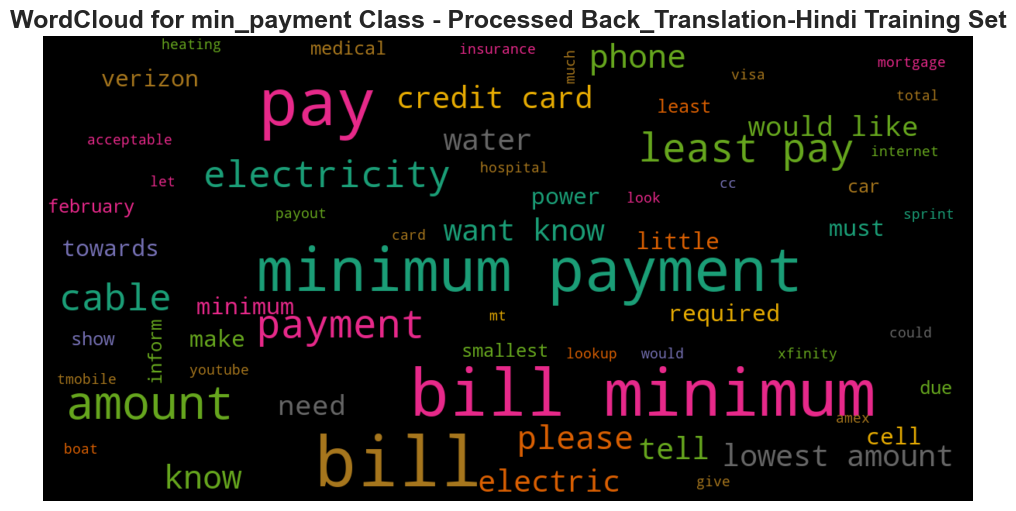 WordCloud for min_payment Class - Processed Back_Translation-Hindi Training Set
heating
medical
insurance
much
phone
visa
mortgage
verizon
pay
credit card
least
total
acceptable
water
would like
least pay
internet
let
electricity
hospital
power
look
cc
car
february
payout
sprint
towards
card
want know
little
must
minimum payment
cable
minimum
payment
mt
required
could
show
inform
make
smallest
lookup
would
xfinity
tmobile
youtube
bill minimum
due
amount
need
amex
boat
bill
please
tell
cell
lowest amount
know
electric
give